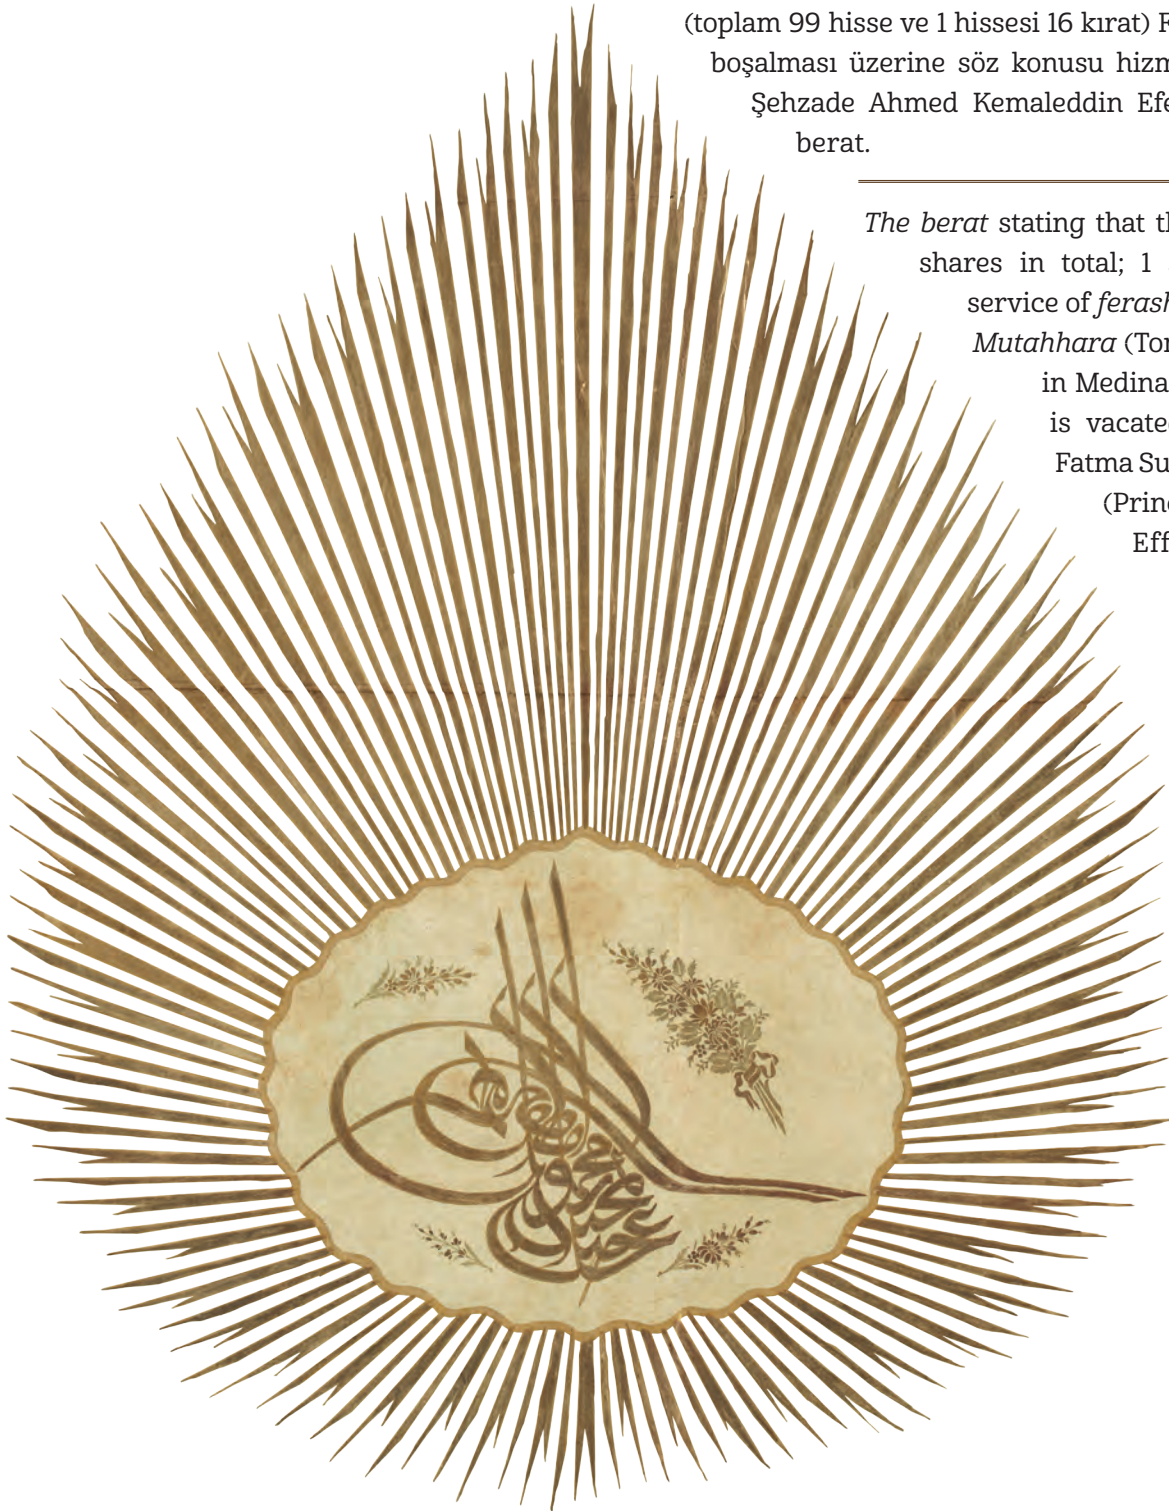 (toplam 99 hisse ve 1 hissesi 16 kırat) F
boşalması üzerine söz konusu hizm
Şehzade Ahmed Kemaleddin Efe
berat.
The berat stating that th
shares in total; 1
service of ferash
Mutahhara (Tor
in Medina
is vacate
Fatma Su
(Princ
Eff